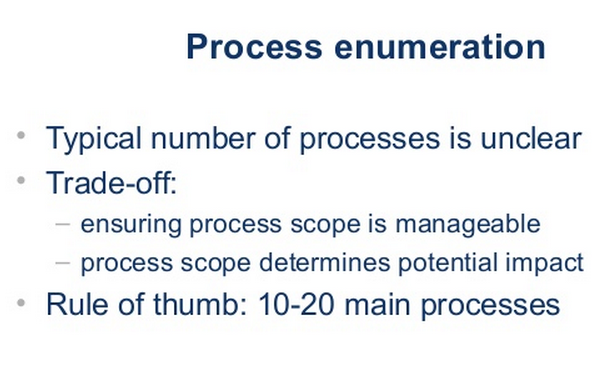 Process enumeration
• Typical number of processes is unclear
• Trade-off:
– ensuring process scope is manageable
– process scope determines potential impact
• Rule of thumb: 10-20 main processes